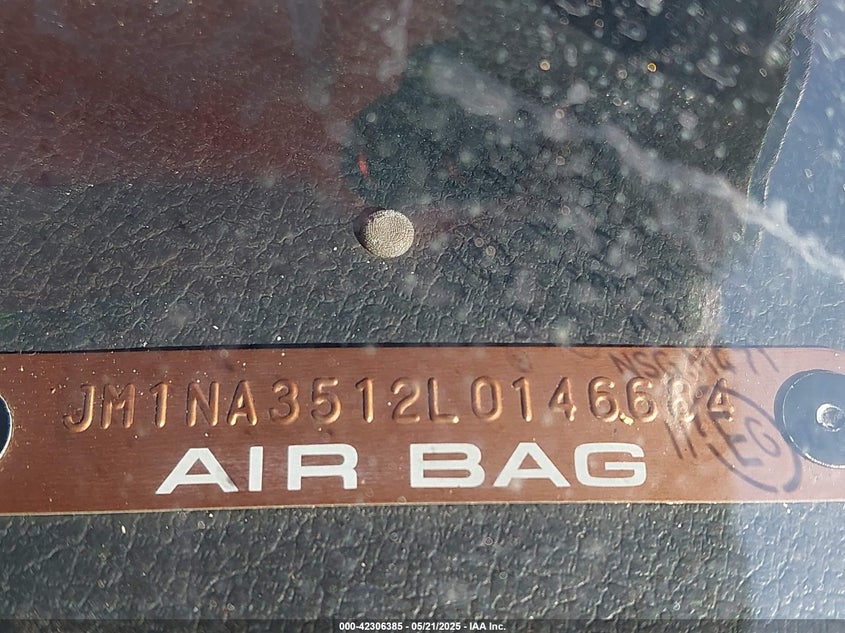 JM1NA3512L0146684
AIR BAG
000-42306385 - 05/21/2025 - IAA Inc.